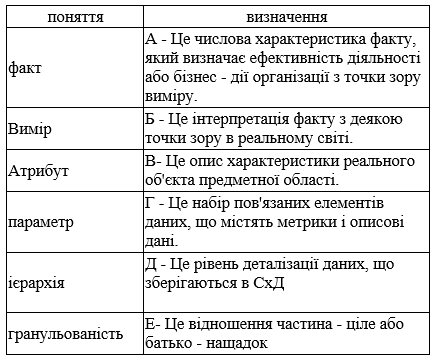 поняття
визначення
факт
А - Це числова характеристика факту,
який визначає ефективність діяльності
або бізнес - дії організації з точки зору
виміру.
Вимір
Б - Це інтерпретація факту з деякою
точки зору в реальному світі.
Атрибут
В- Це опис характеристики реального
об'єкта предметної області.
параметр
Г - Це набір пов'язаних елементів
даних, що містять метрики і описові
дані.
ієрархія
Д - Це рівень деталізації даних, що
зберігаються в СхД
гранульованість
Е- Це відношення частина - ціле або
батько - нащадок